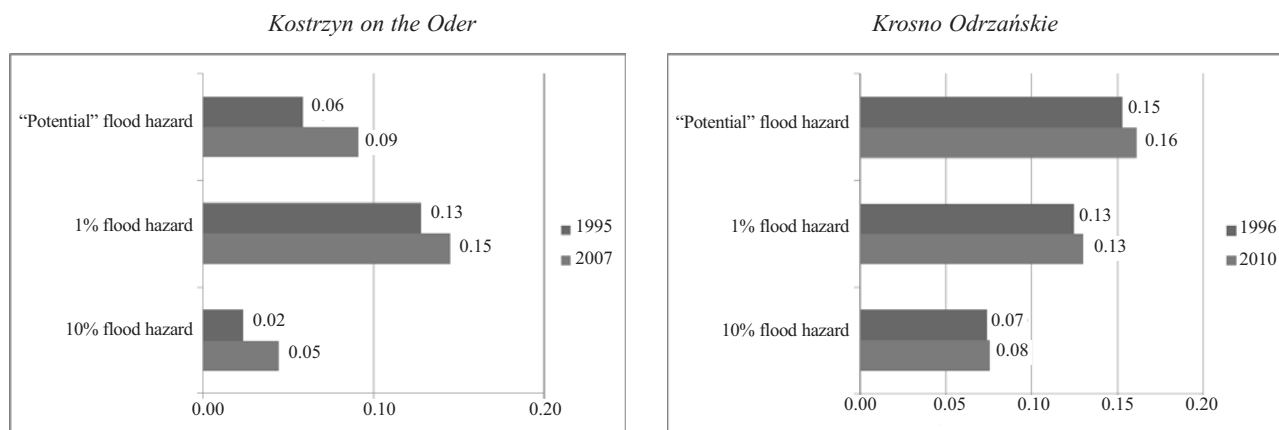 Kostrzyn on the Oder
“Potential” flood hazard
0.06
0.09
1% flood hazard
0.13
0.15
10% flood hazard
0.02
0.05
1995
2007
0.00 0.10 0.20
Krosno Odrzańskie
“Potential” flood hazard
0.15
0.16
1% flood hazard
0.13
0.13
10% flood hazard
0.07
0.08
1996
2010
0.00 0.05 0.10 0.15 0.20